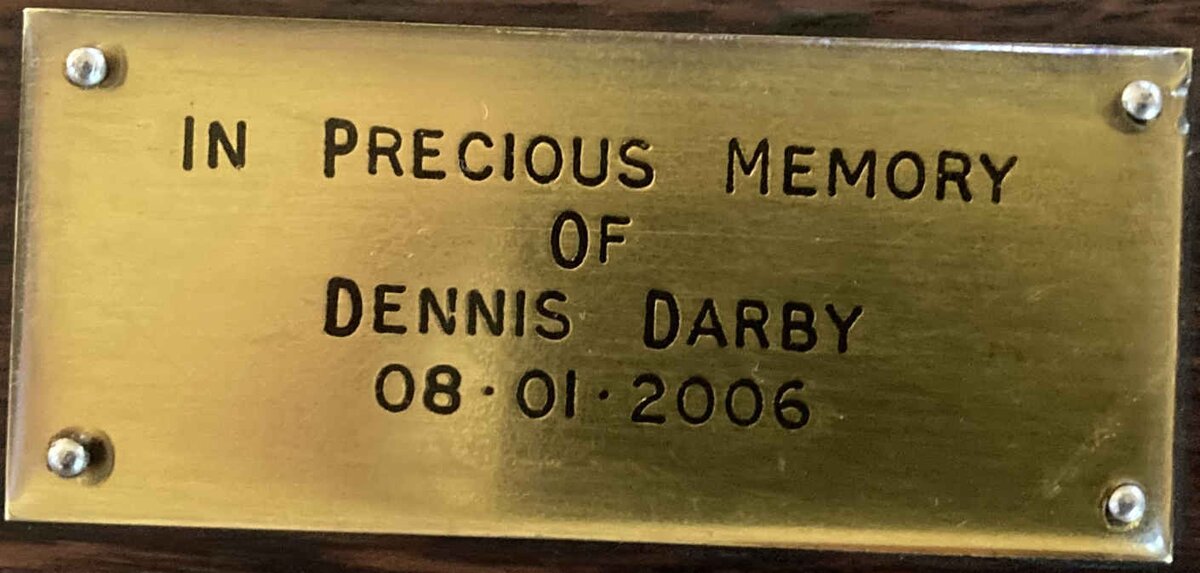 IN PRECIOUS MEMORY
OF
DENNIS DARBY
08·01·2006